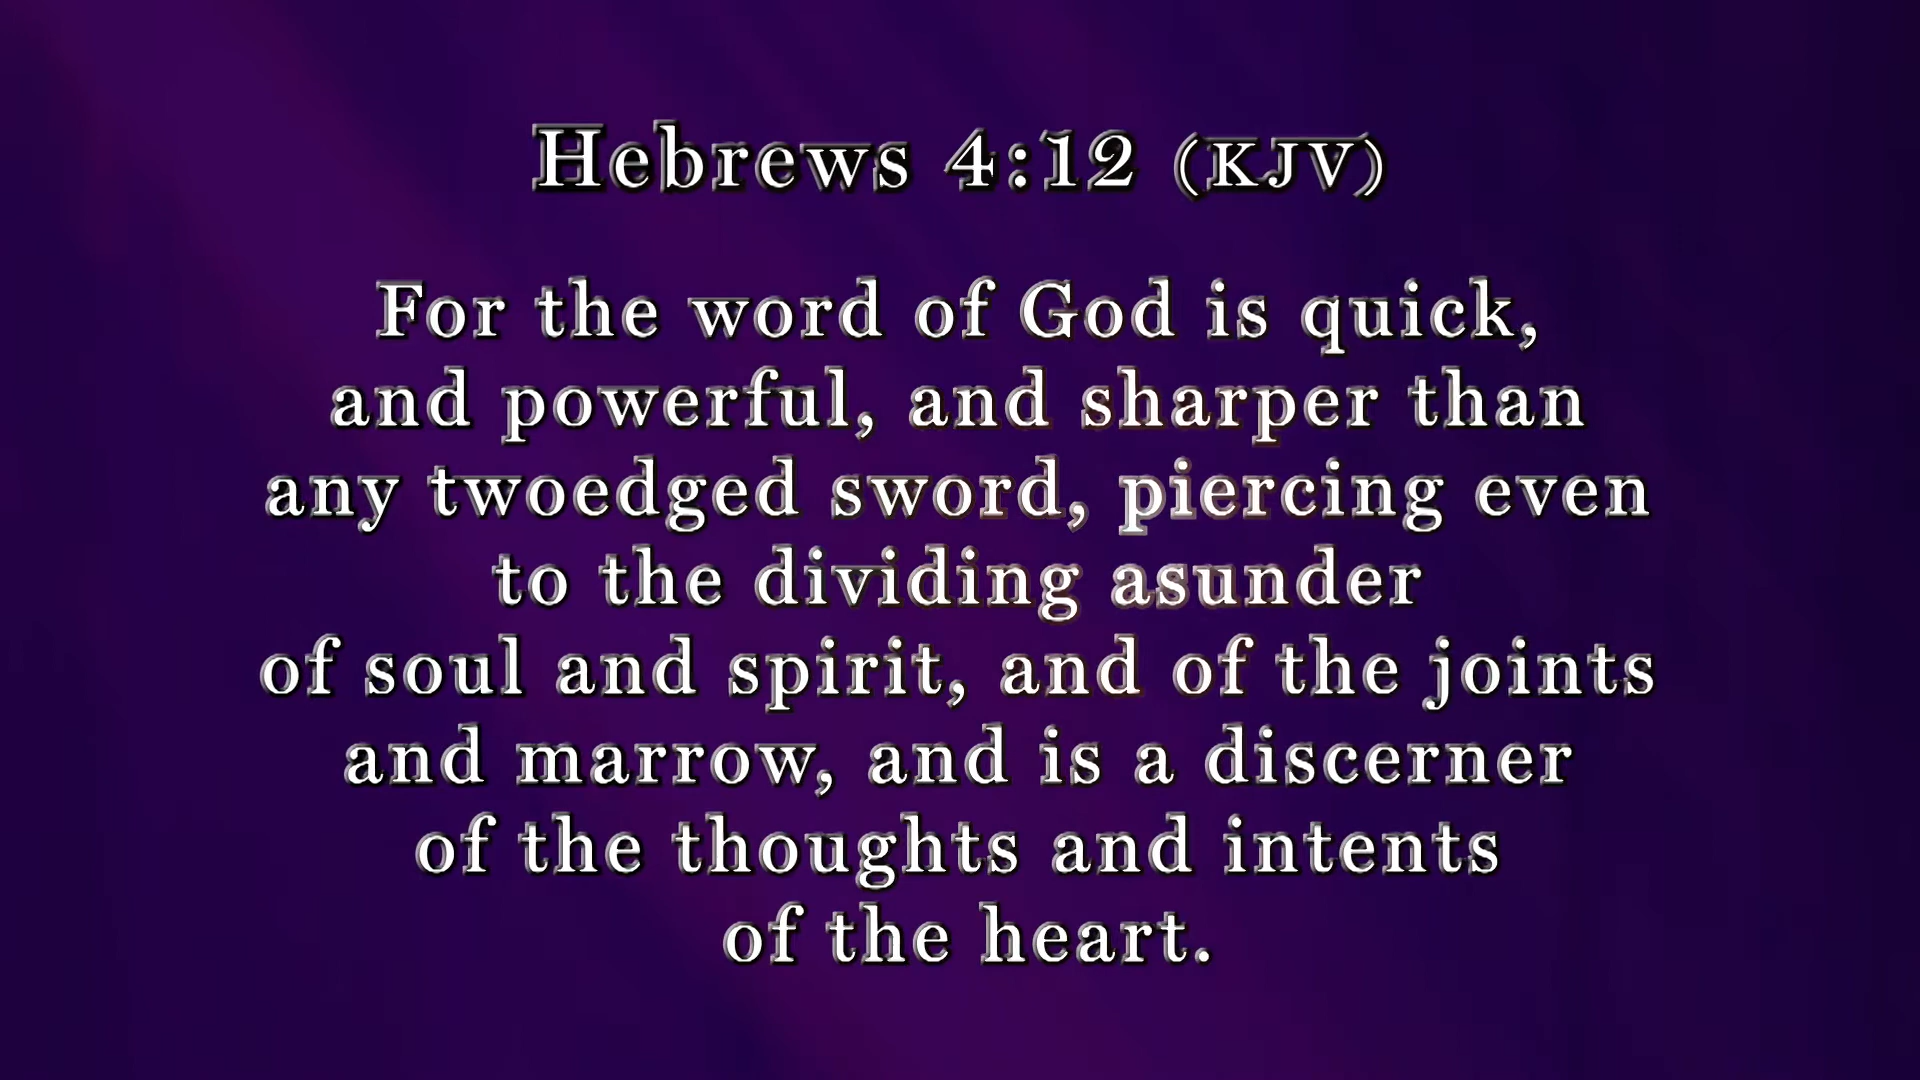 Hebrews 4:12 (KJV)
For the word of God is quick,
and powerful, and sharper than
any twoedged sword, piercing even
to the dividing asunder
of soul and spirit, and of the joints
and marrow, and is a discerner
of the thoughts and intents
of the heart.